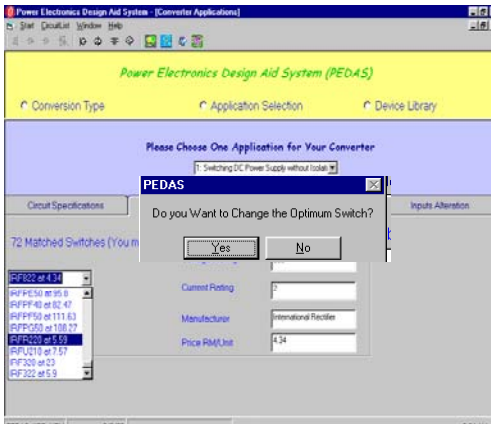 Power Electronics Design Aid System - [Converter Applications]
Start CircuitList Window Help
Power Electronics Design Aid System (PEDAS)
Conversion Type
Application Selection
Device Library
Please Choose One Application for Your Converter
1: Switching DC Power Supply without Isolati
PEDAS
Do you Want to Change the Optimum Switch?
Yes
No
Circuit Specifications
Inputs Alteration
72 Matched Switches (You m
IRF822 at 4.34
IRFPE50 at 95.8
IRFPF40 at 82.47
IRFPF50 at 111.63
IRFPG50 at 108.27
IRFR220 at 5.59
IRFU210 at 7.57
IRF320 at 23
IRF322 at 5.9
Current Rating
2
Manufacturer
International Rectifier
Price RM/Unit
4.34